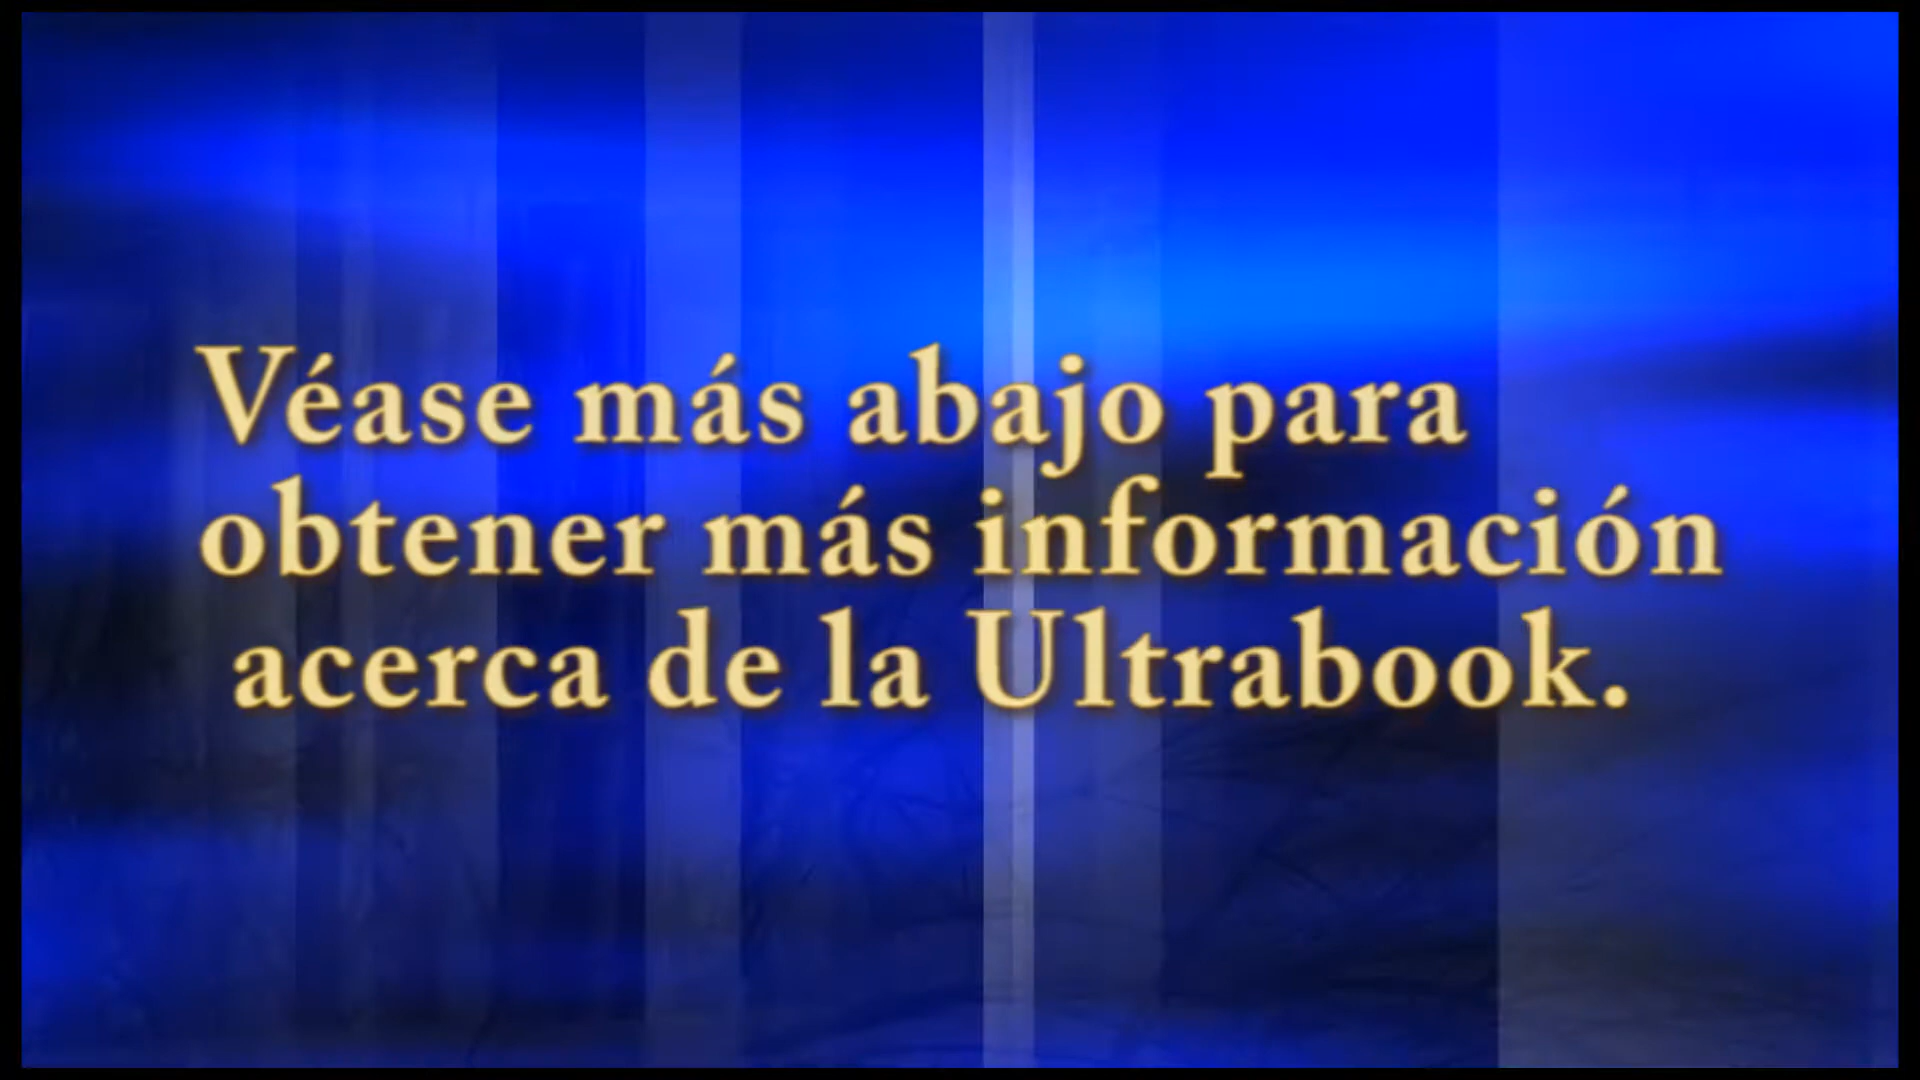 Véase más abajo para
obtener más información
acerca de la Ultrabook.